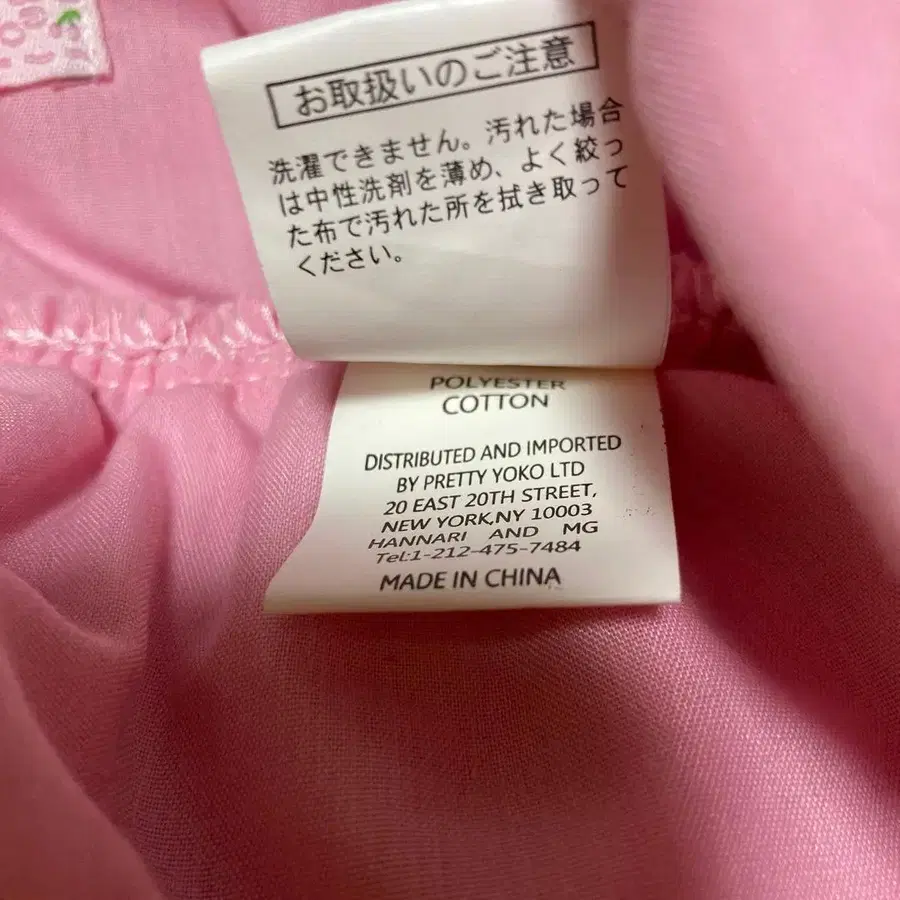 お取扱いのご注意
洗濯できません。汚れた場合
は中性洗剤を薄め、よく絞っ
た布で汚れた所を拭き取って
ください。
POLYESTER
COTTON
DISTRIBUTED AND IMPORTED
BY PRETTY YOKO LTD
20 EAST 20TH STREET,
NEW YORK,NY 10003
HANNARI AND MG
Tel:1-212-475-7484
MADE IN CHINA